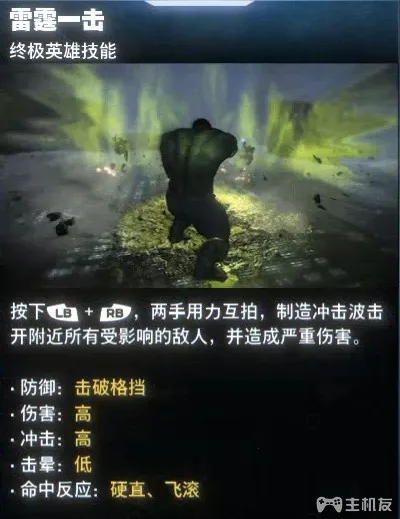 雷霆一击
终极英雄技能
按下LB + RB，两手用力互拍，制造冲击波击
开附近所有受影响的敌人，并造成严重伤害。
· 防御：击破格挡
· 伤害：高
· 冲击：高
· 击晕：低
· 命中反应：硬直、飞滚
主机友